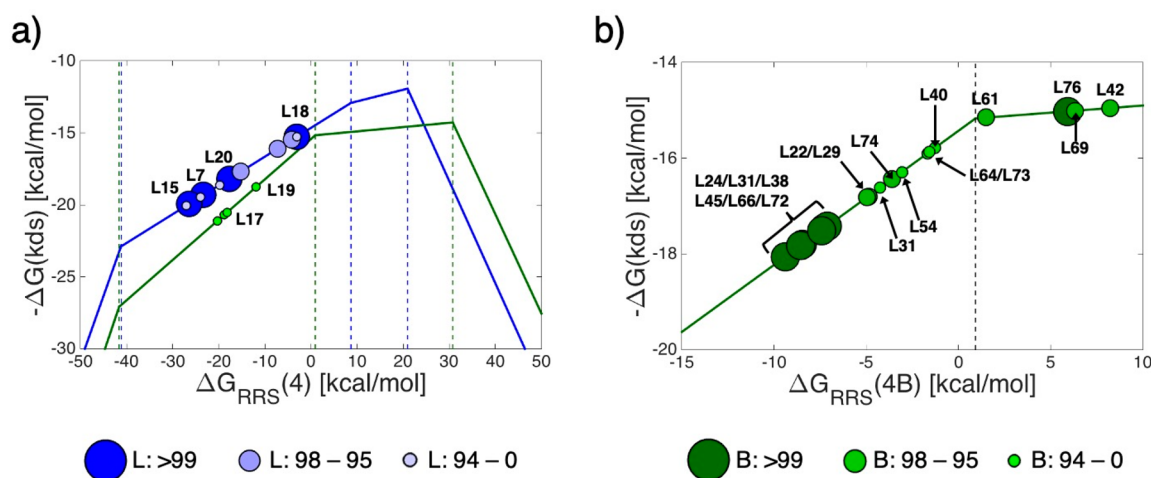 a)
-ΔG(kds) [kcal/mol]
-10
-15
-20
-25
-30
L18
L20
L7
L15
L19
L17
-50 -40 -30 -20 -10 0 10 20 30 40 50
ΔG_RRS(4) [kcal/mol]
L: >99 L: 98 – 95 L: 94 – 0
b)
-ΔG(kds) [kcal/mol]
-14
-16
-18
-20
L40
L61
L76
L42
L74
L22/L29
L69
L64/L73
L24/L31/L38
L45/L66/L72
L54
L31
-15 -10 -5 0 5 10
ΔG_RRS(4B) [kcal/mol]
B: >99 B: 98 – 95 B: 94 – 0